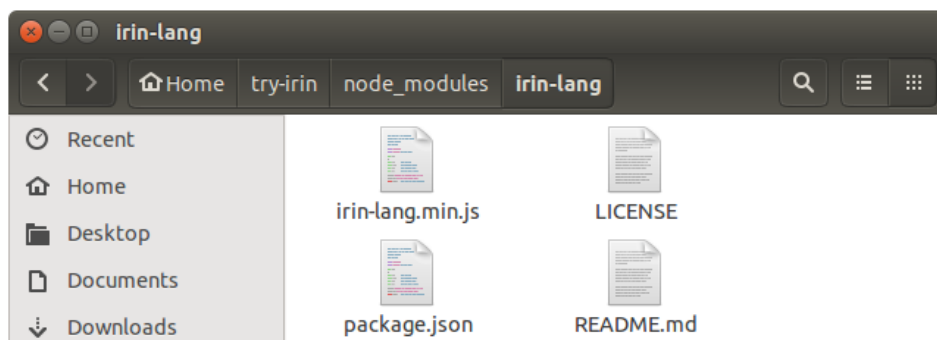 irin-lang
Home try-irin node_modules irin-lang
Recent
Home
Desktop
Documents
Downloads
irin-lang.min.js LICENSE
package.json README.md